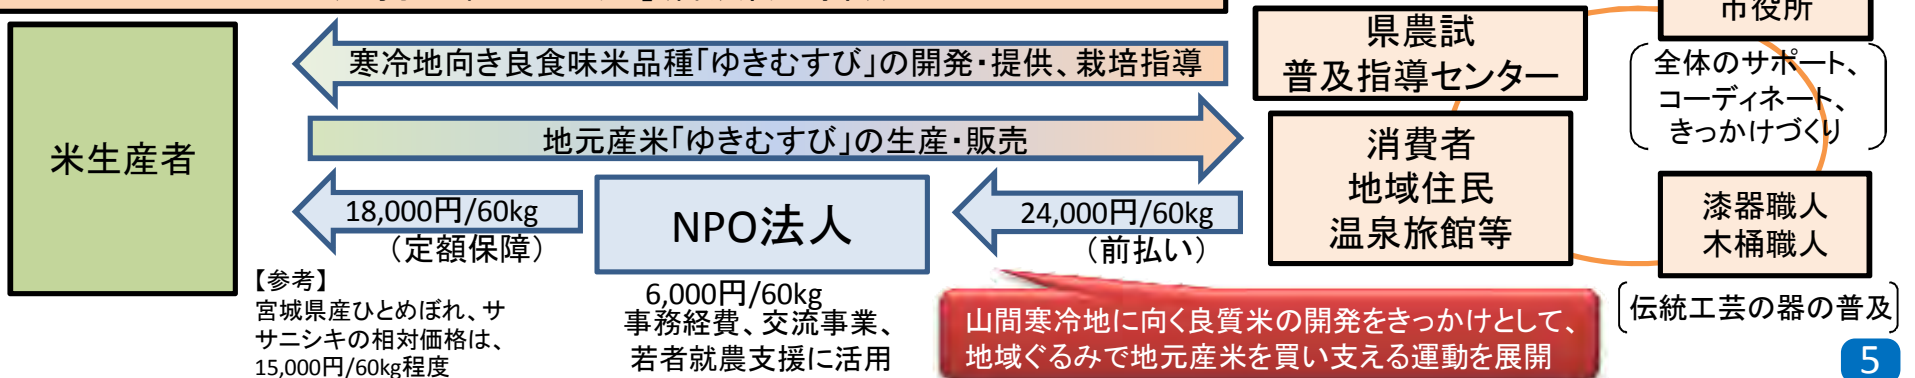 市役所
県農試
普及指導センター
寒冷地向き良食味米品種「ゆきむすび」の開発・提供、栽培指導
全体のサポート、
コーディネート、
きっかけづくり
米生産者
地元産米「ゆきむすび」の生産・販売
消費者
地域住民
温泉旅館等
18,000円/60kg
（定額保障）
NPO法人
24,000円/60kg
（前払い）
漆器職人
木桶職人
【参考】
宮城県産ひとめぼれ、サ
サニシキの相対価格は、
15,000円/60kg程度
6,000円/60kg
事務経費、交流事業、
若者就農支援に活用
山間寒冷地に向く良質米の開発をきっかけとして、
地域ぐるみで地元産米を買い支える運動を展開
伝統工芸の器の普及
5